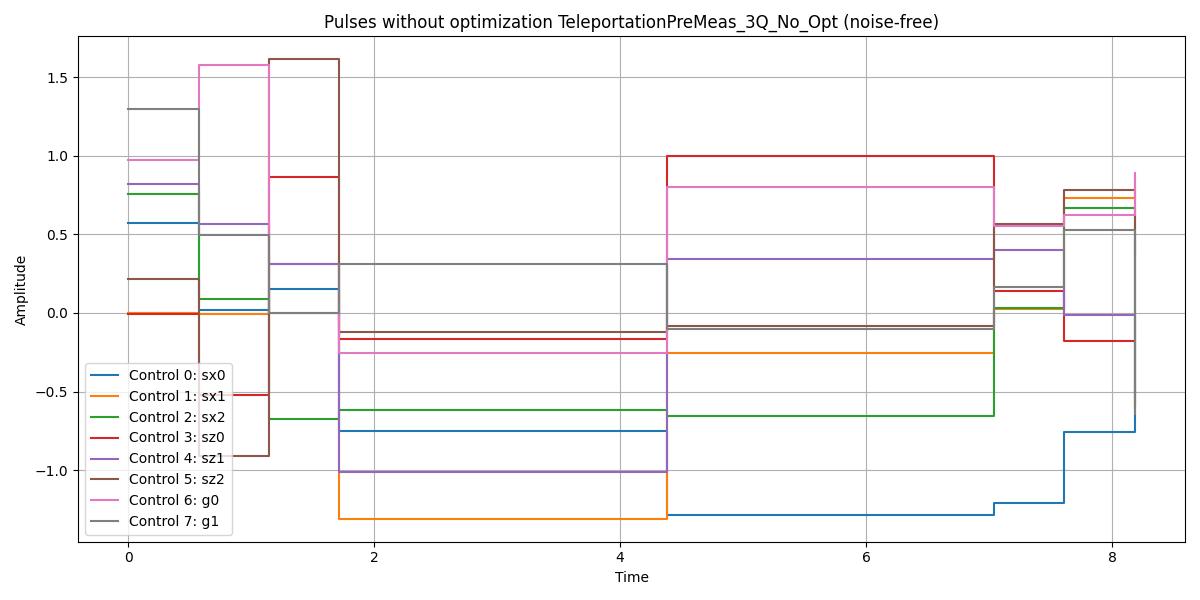 Pulses without optimization TeleportationPreMeas_3Q_No_Opt (noise-free)
Amplitude
1.5
1.0
0.5
0.0
−0.5
−1.0
Control 0: sx0
Control 1: sx1
Control 2: sx2
Control 3: sz0
Control 4: sz1
Control 5: sz2
Control 6: g0
Control 7: g1
0 2 4 6 8
Time